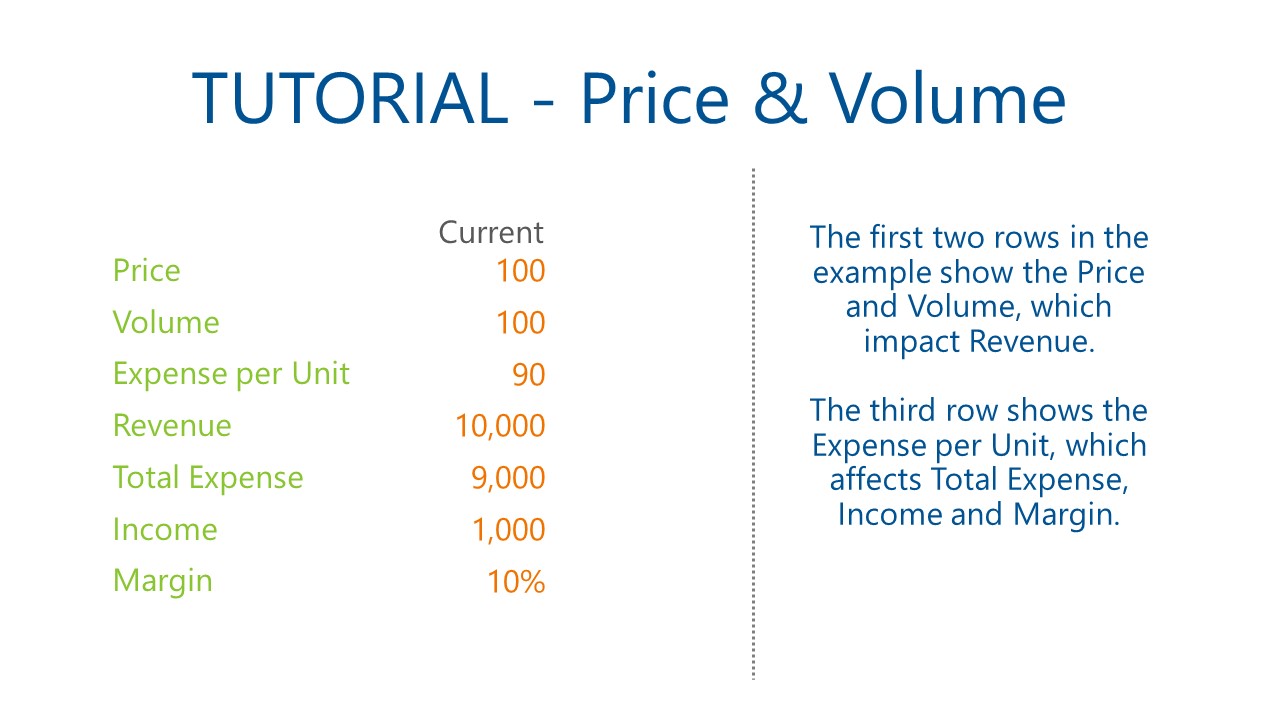 TUTORIAL - Price & Volume
Current
Price 100
Volume 100
Expense per Unit 90
Revenue 10,000
Total Expense 9,000
Income 1,000
Margin 10%
The first two rows in the
example show the Price
and Volume, which
impact Revenue.
The third row shows the
Expense per Unit, which
affects Total Expense,
Income and Margin.